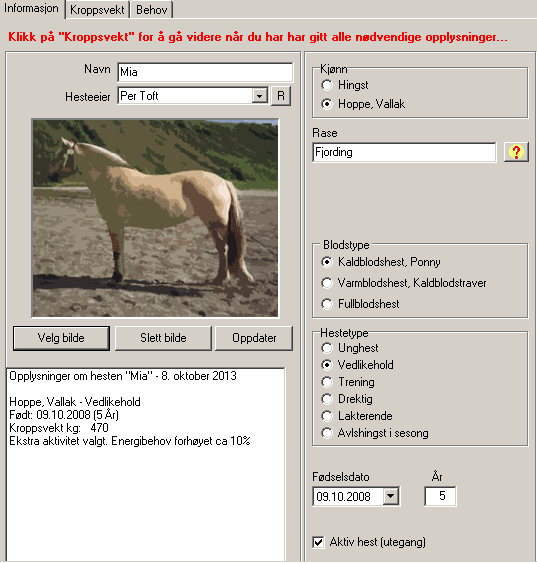 Informasjon Kroppsvekt Behov
Klikk på "Kroppsvekt" for å gå videre når du har har gitt alle nødvendige opplysninger...
Navn Mia
Hesteeier Per Toft R
Velg bilde Slett bilde Oppdater
Opplysninger om hesten "Mia" - 8. oktober 2013
Hoppe, Vallak - Vedlikehold
Født: 09.10.2008 (5 År)
Kroppsvekt kg: 470
Ekstra aktivitet valgt. Energibehov forhøyet ca 10%
Kjønn
Hingst
Hoppe, Vallak
Rase
Fjording ?
Blodstype
Kaldblodshest, Ponny
Varmblodshest, Kaldblodstraver
Fullblodshest
Hestetype
Unghest
Vedlikehold
Trening
Drektig
Lakterende
Avlshingst i sesong
Fødselsdato År
09.10.2008 5
Aktiv hest (utegang)